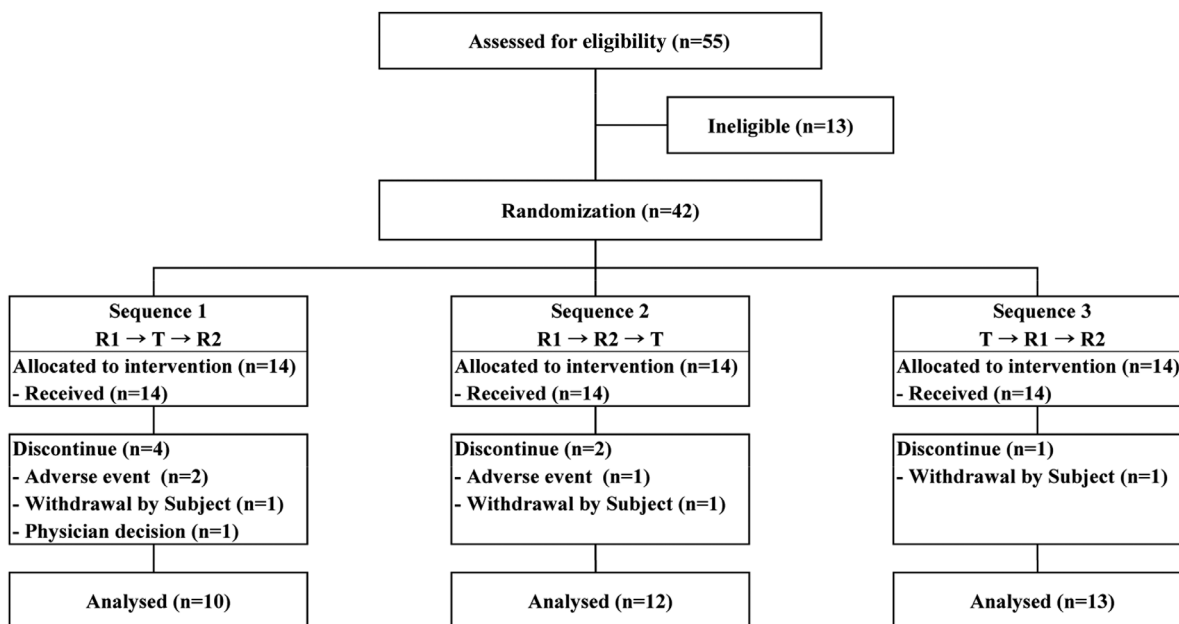 Assessed for eligibility (n=55)
Ineligible (n=13)
Randomization (n=42)
Sequence 1
R1 → T → R2
Allocated to intervention (n=14)
- Received (n=14)
Discontinue (n=4)
- Adverse event  (n=2)
- Withdrawal by Subject (n=1)
- Physician decision (n=1)
Analysed (n=10)
Sequence 2
R1 → R2 → T
Allocated to intervention (n=14)
- Received (n=14)
Discontinue (n=2)
- Adverse event (n=1)
- Withdrawal by Subject (n=1)
Analysed (n=12)
Sequence 3
T → R1 → R2
Allocated to intervention (n=14)
- Received (n=14)
Discontinue (n=1)
- Withdrawal by Subject (n=1)
Analysed (n=13)